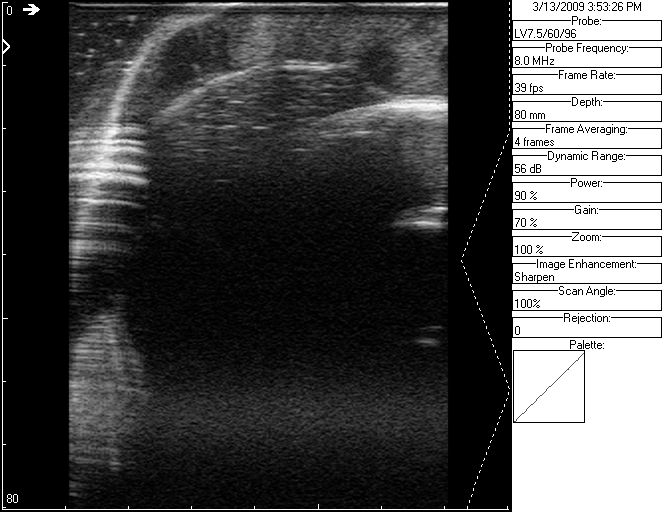 0
80
3/13/2009 3:53:26 PM
Probe:
LV7.5/60/96
Probe Frequency:
8.0 MHz
Frame Rate:
39 fps
Depth:
80 mm
Frame Averaging:
4 frames
Dynamic Range:
56 dB
Power:
90 %
Gain:
70 %
Zoom:
100 %
Image Enhancement:
Sharpen
Scan Angle:
100%
Rejection:
0
Palette: